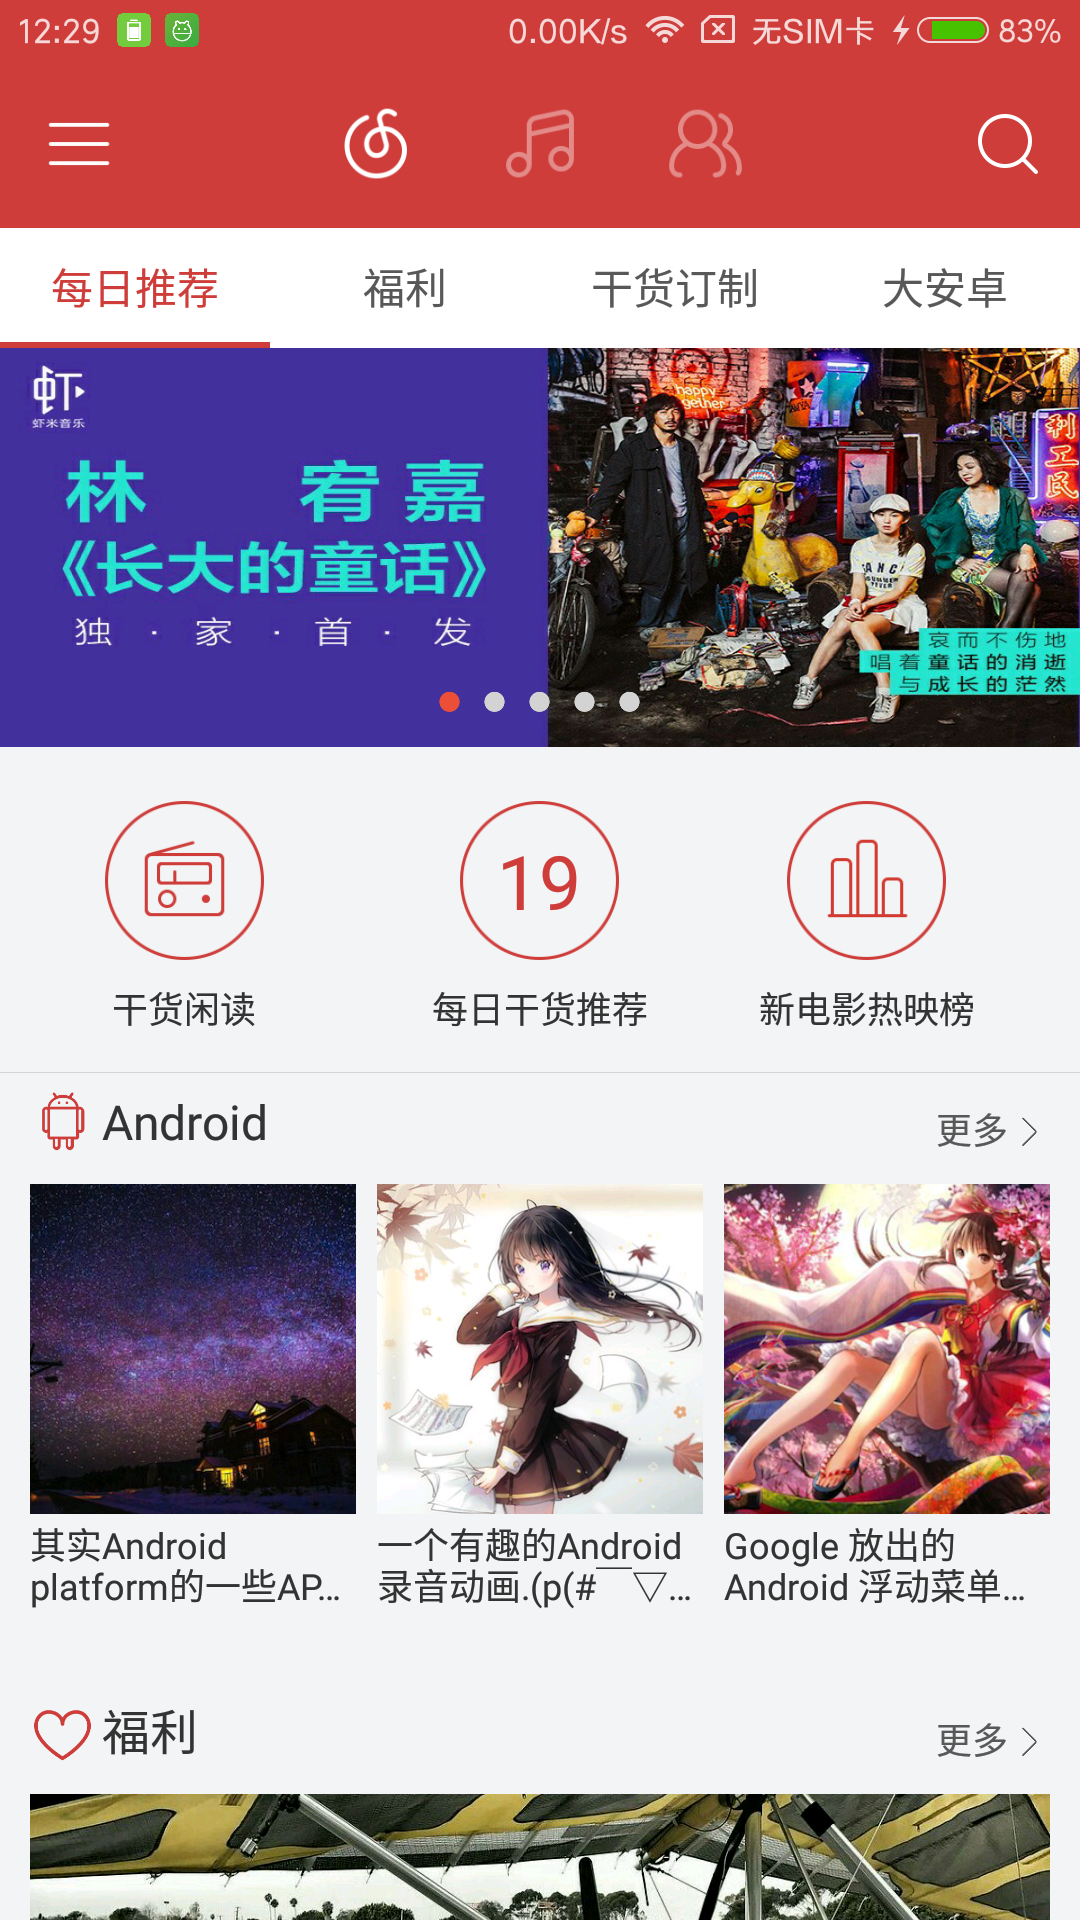 12:29 0.00K/s 无SIM卡 83%
每日推荐 福利 干货订制 大安卓
虾米音乐
林 宥嘉
《长大的童话》
独 · 家 · 首 · 发
happy
together
利工民
FANCY
哀而不伤地
唱着童话的消逝
与成长的茫然
19
干货闲读 每日干货推荐 新电影热映榜
Android 更多
其实Android
platform的一些AP...
一个有趣的Android
录音动画.(p(#￣▽...
Google 放出的
Android 浮动菜单...
福利 更多